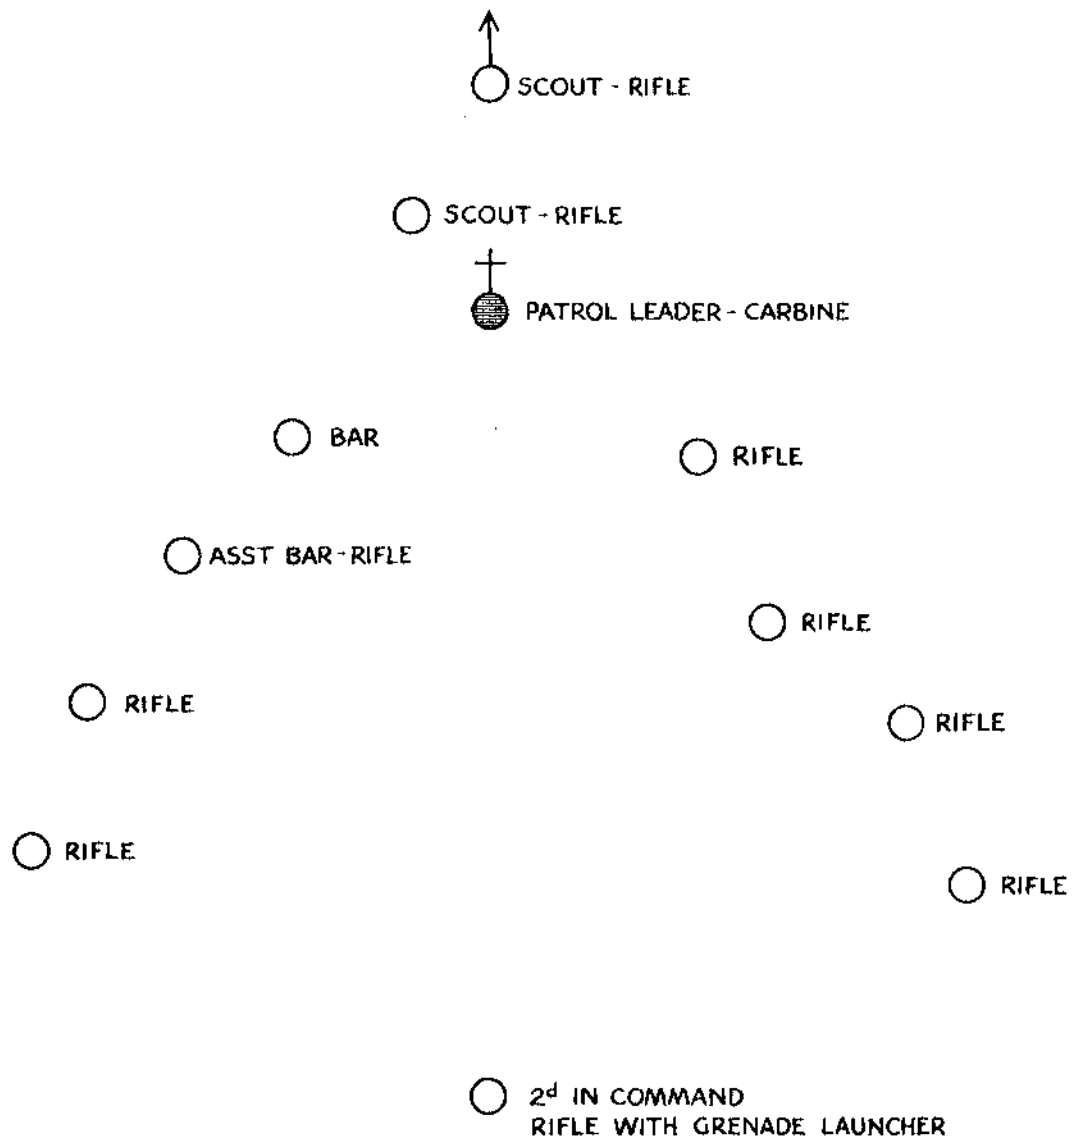 SCOUT - RIFLE
SCOUT - RIFLE
PATROL LEADER - CARBINE
BAR
RIFLE
ASST BAR - RIFLE
RIFLE
RIFLE
RIFLE
RIFLE
RIFLE
2d IN COMMAND
RIFLE WITH GRENADE LAUNCHER